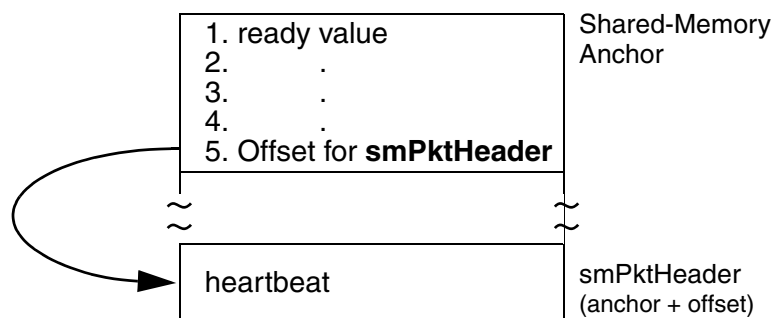 1. ready value
2. .
3. .
4. .
5. Offset for smPktHeader
Shared-Memory
Anchor
~ ~
~ ~
heartbeat
smPktHeader
(anchor + offset)